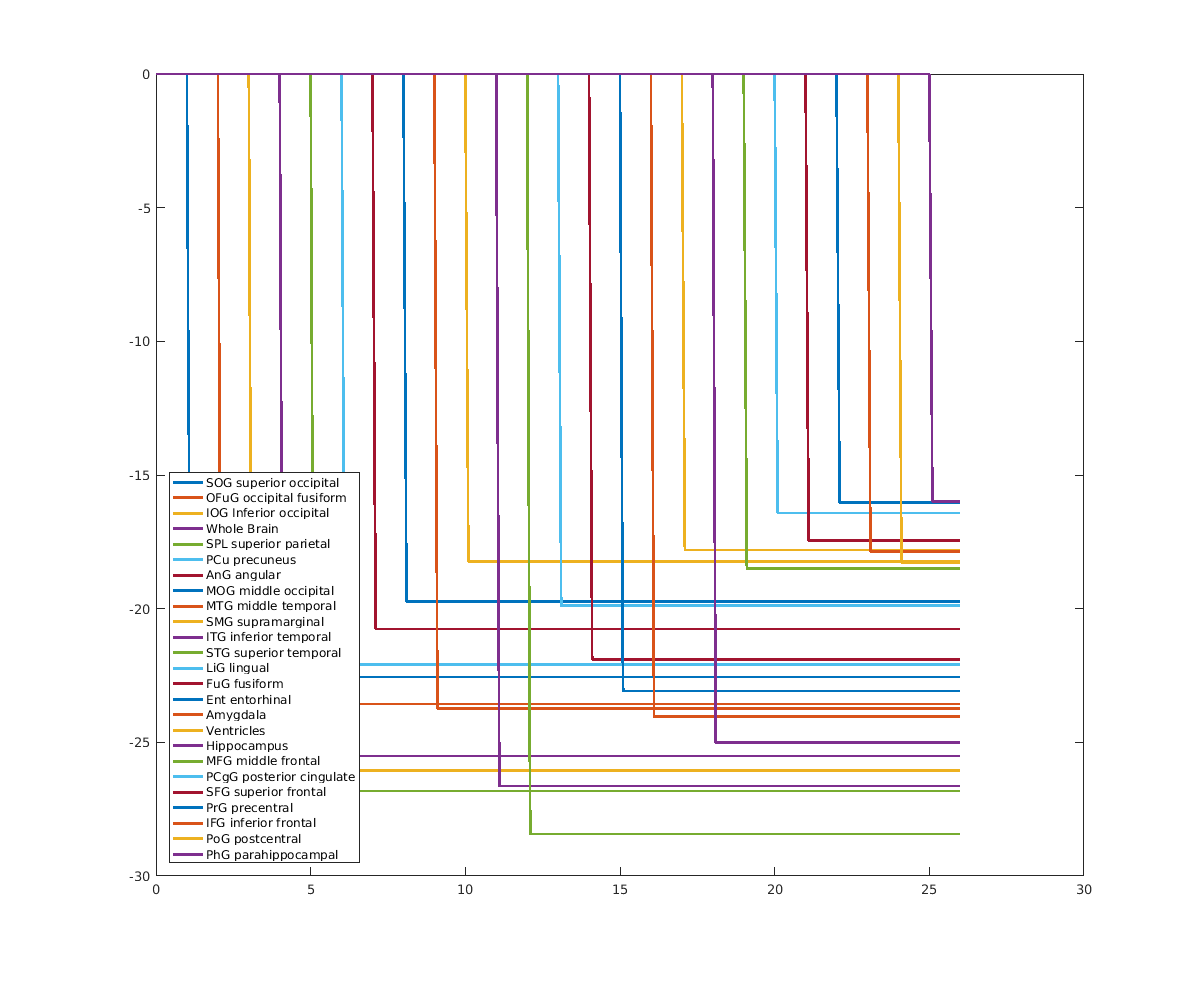 0
-5
-10
-15
-20
-25
-30
SOG superior occipital
OFuG occipital fusiform
IOG Inferior occipital
Whole Brain
SPL superior parietal
PCu precuneus
AnG angular
MOG middle occipital
MTG middle temporal
SMG supramarginal
ITG inferior temporal
STG superior temporal
LiG lingual
FuG fusiform
Ent entorhinal
Amygdala
Ventricles
Hippocampus
MFG middle frontal
PCgG posterior cingulate
SFG superior frontal
PrG precentral
IFG inferior frontal
PoG postcentral
PhG parahippocampal
0 5 10 15 20 25 30